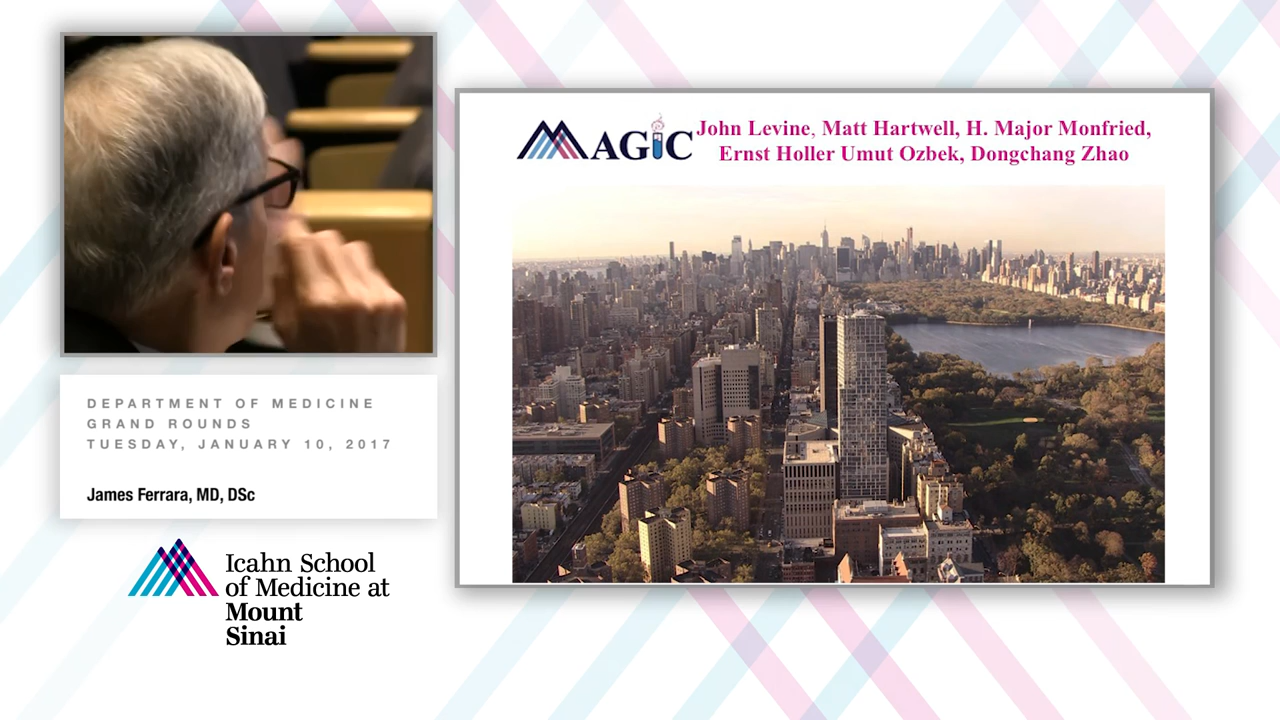 DEPARTMENT OF MEDICINE
GRAND ROUNDS
TUESDAY, JANUARY 10, 2017
James Ferrara, MD, DSc
Icahn School
of Medicine at
Mount
Sinai
MAGIC
John Levine, Matt Hartwell, H. Major Monfried,
Ernst Holler Umut Ozbek, Dongchang Zhao